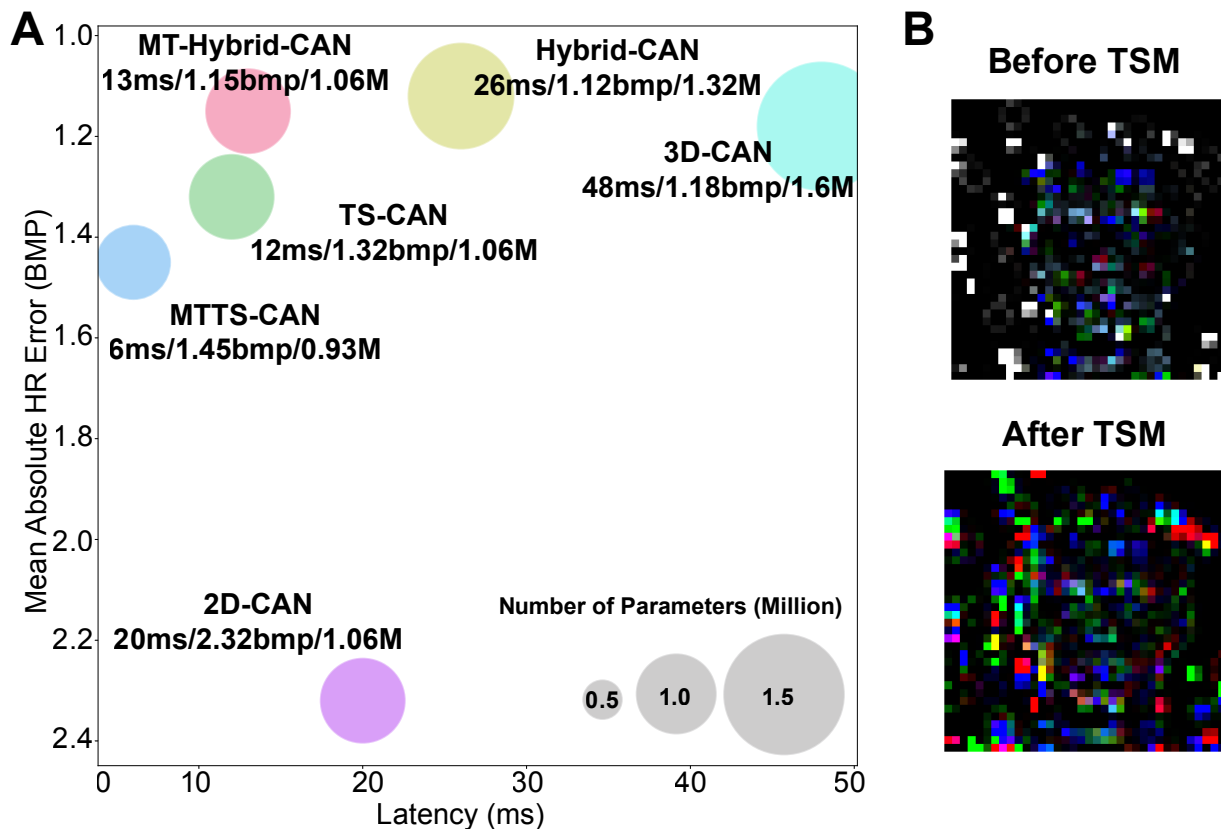 A
1.0
1.2
1.4
1.6
1.8
2.0
2.2
2.4
Mean Absolute HR Error (BMP)
MT-Hybrid-CAN
13ms/1.15bmp/1.06M
Hybrid-CAN
26ms/1.12bmp/1.32M
3D-CAN
48ms/1.18bmp/1.6M
TS-CAN
12ms/1.32bmp/1.06M
MTTS-CAN
6ms/1.45bmp/0.93M
2D-CAN
20ms/2.32bmp/1.06M
Number of Parameters (Million)
0.5 1.0 1.5
0 10 20 30 40 50
Latency (ms)
B
Before TSM
After TSM